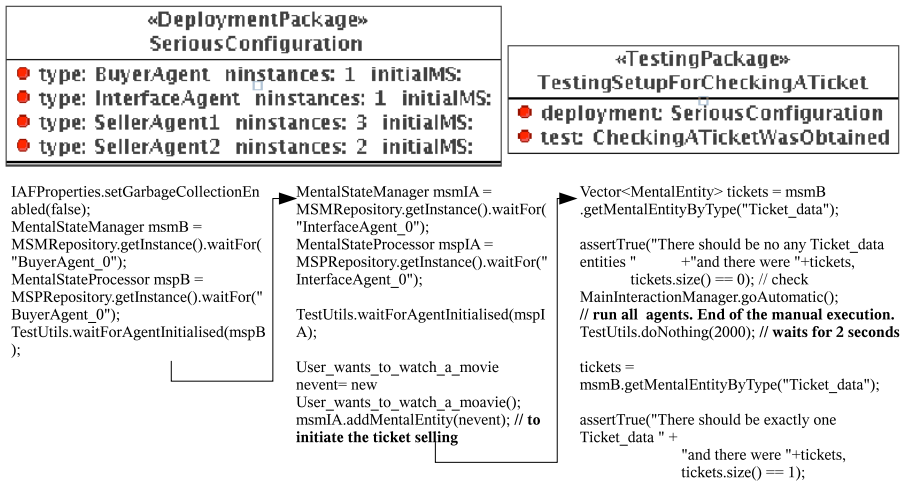 «DeploymentPackage»
SeriousConfiguration
type: BuyerAgent ninstances: 1 initialMS:
type: InterfaceAgent ninstances: 1 initialMS:
type: SellerAgent1 ninstances: 3 initialMS:
type: SellerAgent2 ninstances: 2 initialMS:
«TestingPackage»
TestingSetupForCheckingATicket
deployment: SeriousConfiguration
test: CheckingATicketWasObtained
IAFProperties.setGarbageCollectionEn
abled(false);
MentalStateManager msmB =
MSMRepository.getInstance().waitFor(
"BuyerAgent_0");
MentalStateProcessor mspB =
MSPRepository.getInstance().waitFor("
BuyerAgent_0");
TestUtils.waitForAgentInitialised(mspB
);
MentalStateManager msmIA =
MSMRepository.getInstance().waitFor(
"InterfaceAgent_0");
MentalStateProcessor mspIA =
MSPRepository.getInstance().waitFor("
InterfaceAgent_0");
TestUtils.waitForAgentInitialised(mspI
A);
User_wants_to_watch_a_movie
nevent= new
User_wants_to_watch_a_moavie();
msmIA.addMentalEntity(nevent); // to
initiate the ticket selling
Vector<MentalEntity> tickets = msmB
.getMentalEntityByType("Ticket_data");
assertTrue("There should be no any Ticket_data
entities " +"and there were "+tickets,
tickets.size() == 0); // check
MainInteractionManager.goAutomatic();
// run all agents. End of the manual execution.
TestUtils.doNothing(2000); // waits for 2 seconds
tickets =
msmB.getMentalEntityByType("Ticket_data");
assertTrue("There should be exactly one
Ticket_data " +
"and there were "+tickets,
tickets.size() == 1);